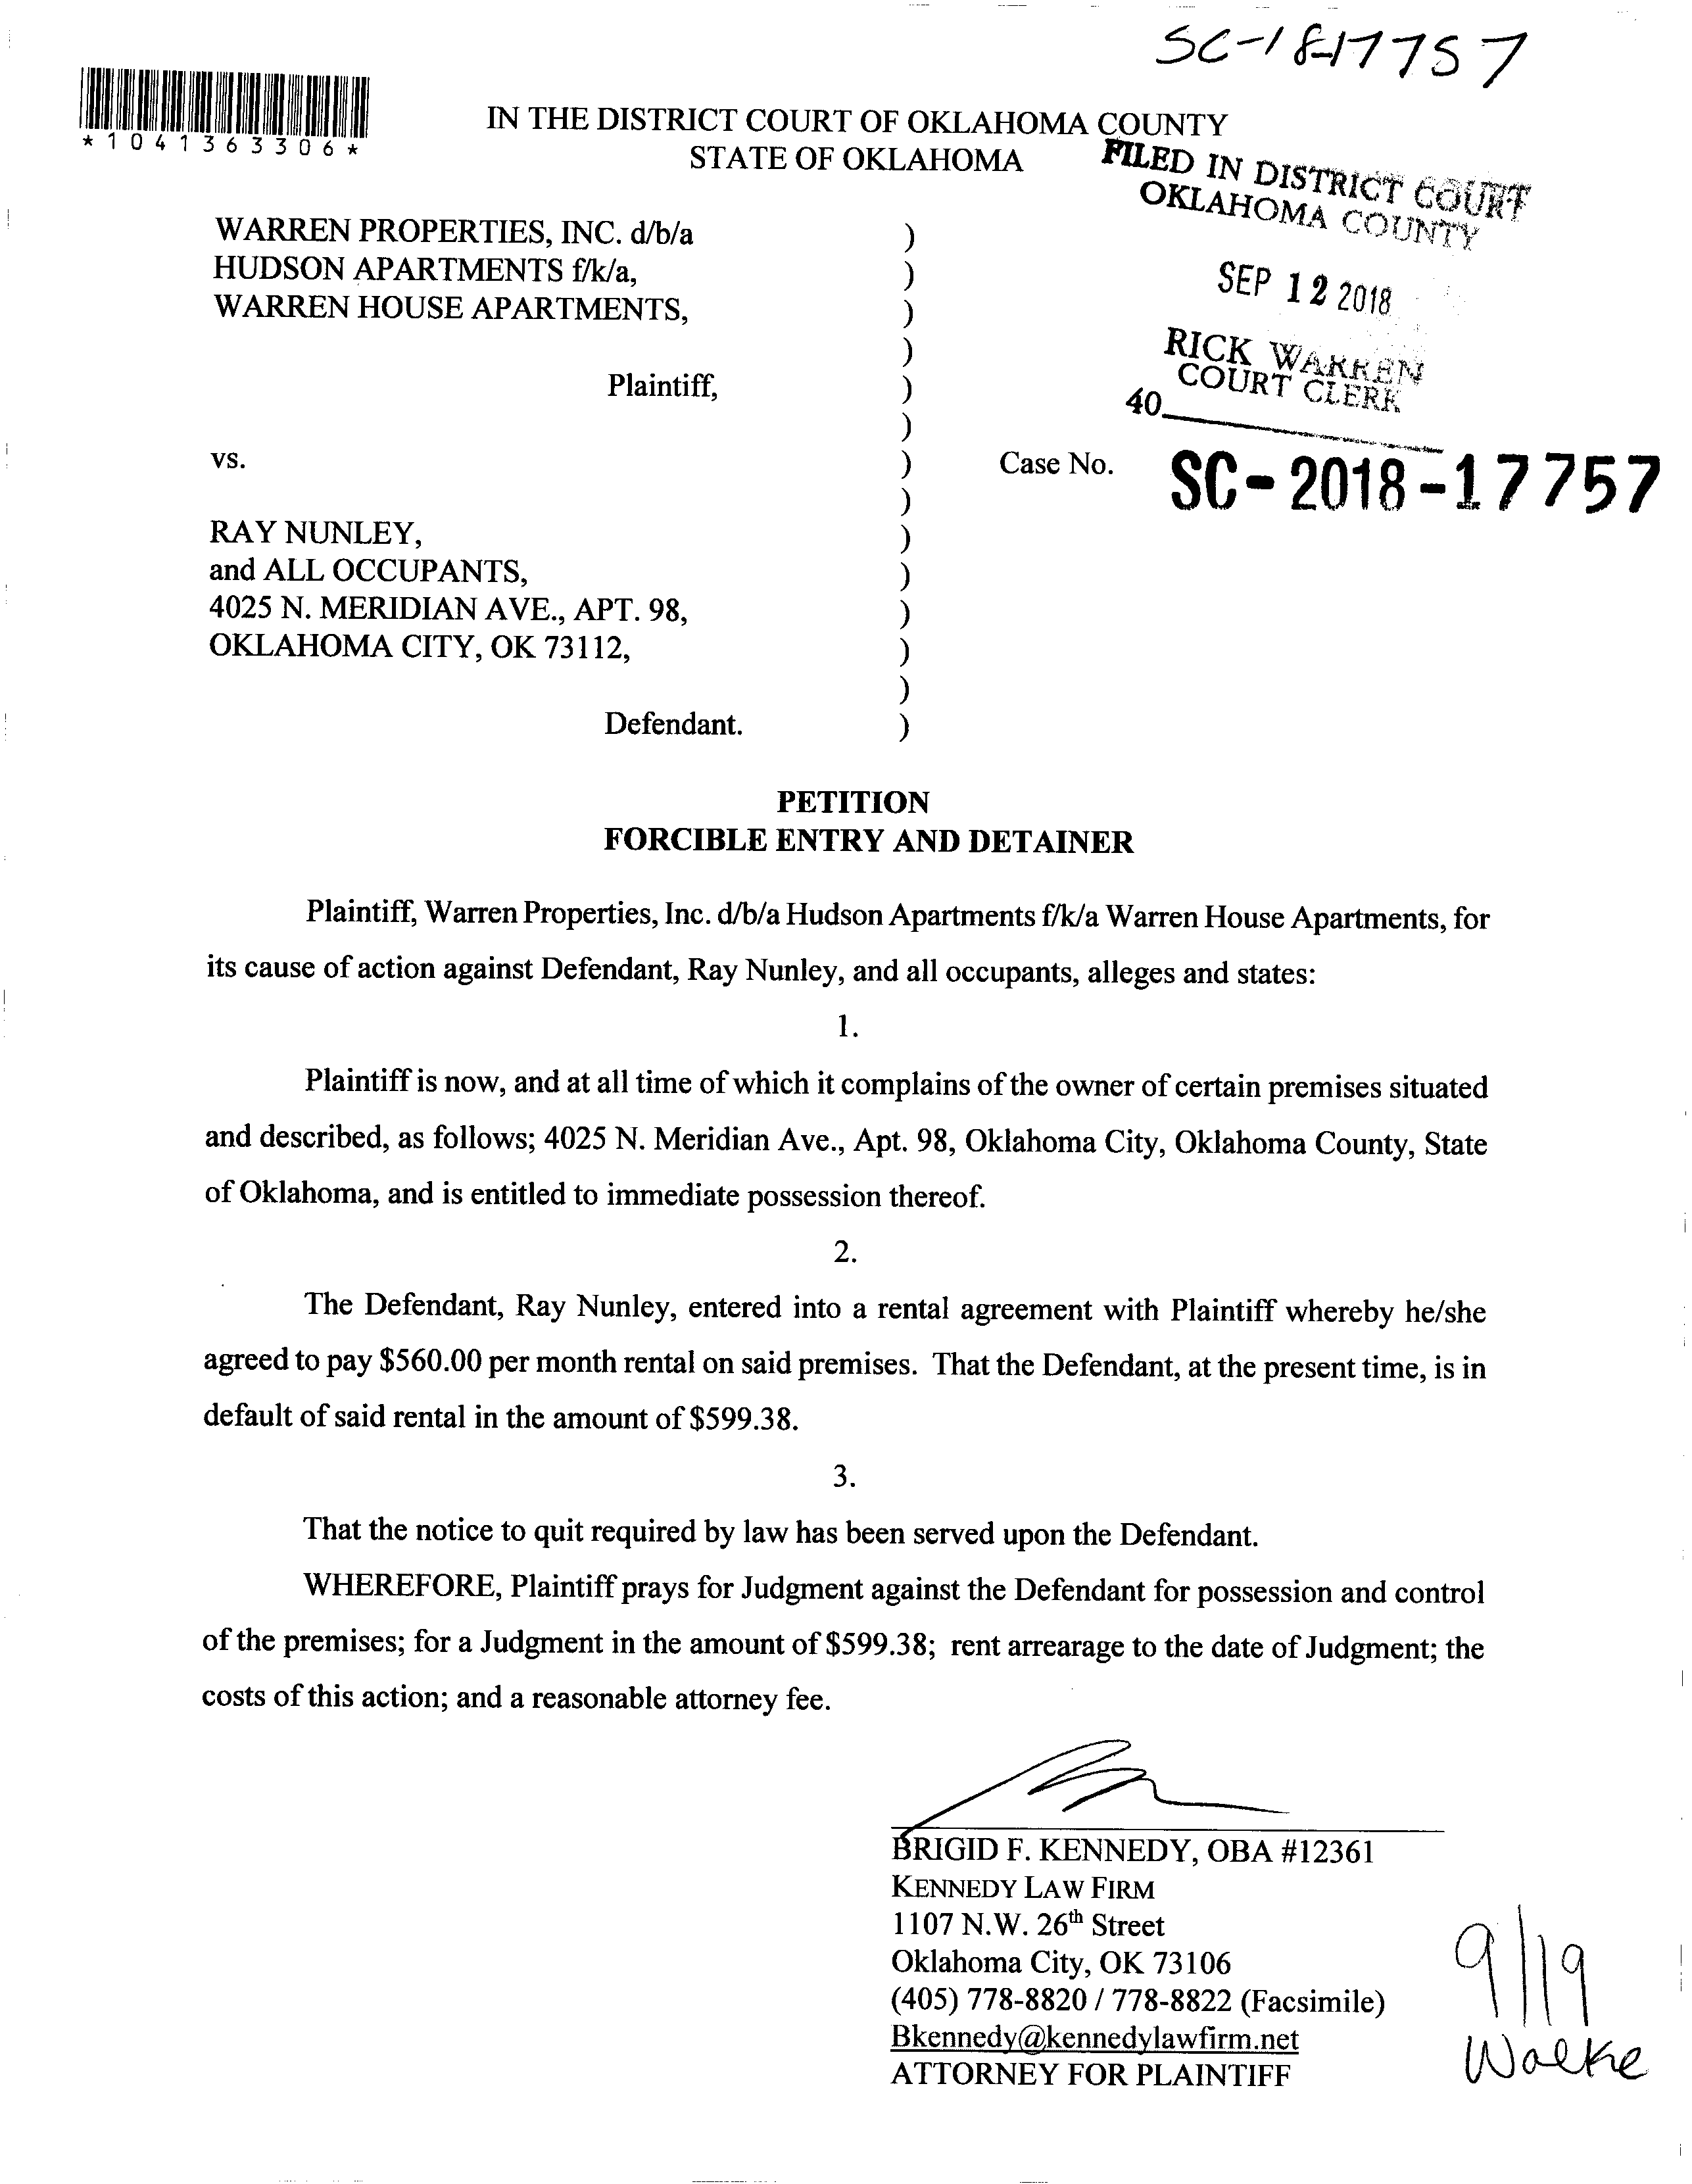 SC-18-17757
*1041363306*
IN THE DISTRICT COURT OF OKLAHOMA COUNTY
STATE OF OKLAHOMA
FILED IN DISTRICT COURT
OKLAHOMA COUNTY
SEP 12 2018
RICK WARREN
COURT CLERK
40
WARREN PROPERTIES, INC. d/b/a )
HUDSON APARTMENTS f/k/a, )
WARREN HOUSE APARTMENTS, )
)
Plaintiff, )
)
vs. ) Case No. SC-2018-17757
)
RAY NUNLEY, )
and ALL OCCUPANTS, )
4025 N. MERIDIAN AVE., APT. 98, )
OKLAHOMA CITY, OK 73112, )
)
Defendant. )
PETITION
FORCIBLE ENTRY AND DETAINER
Plaintiff, Warren Properties, Inc. d/b/a Hudson Apartments f/k/a Warren House Apartments, for
its cause of action against Defendant, Ray Nunley, and all occupants, alleges and states:
1.
Plaintiff is now, and at all time of which it complains of the owner of certain premises situated
and described, as follows; 4025 N. Meridian Ave., Apt. 98, Oklahoma City, Oklahoma County, State
of Oklahoma, and is entitled to immediate possession thereof.
2.
The Defendant, Ray Nunley, entered into a rental agreement with Plaintiff whereby he/she
agreed to pay $560.00 per month rental on said premises. That the Defendant, at the present time, is in
default of said rental in the amount of $599.38.
3.
That the notice to quit required by law has been served upon the Defendant.
WHEREFORE, Plaintiff prays for Judgment against the Defendant for possession and control
of the premises; for a Judgment in the amount of $599.38; rent arrearage to the date of Judgment; the
costs of this action; and a reasonable attorney fee.
BRIGID F. KENNEDY, OBA #12361
KENNEDY LAW FIRM
1107 N.W. 26th Street
Oklahoma City, OK 73106
(405) 778-8820 / 778-8822 (Facsimile)
Bkennedy@kennedylawfirm.net
ATTORNEY FOR PLAINTIFF
9/19
Walke